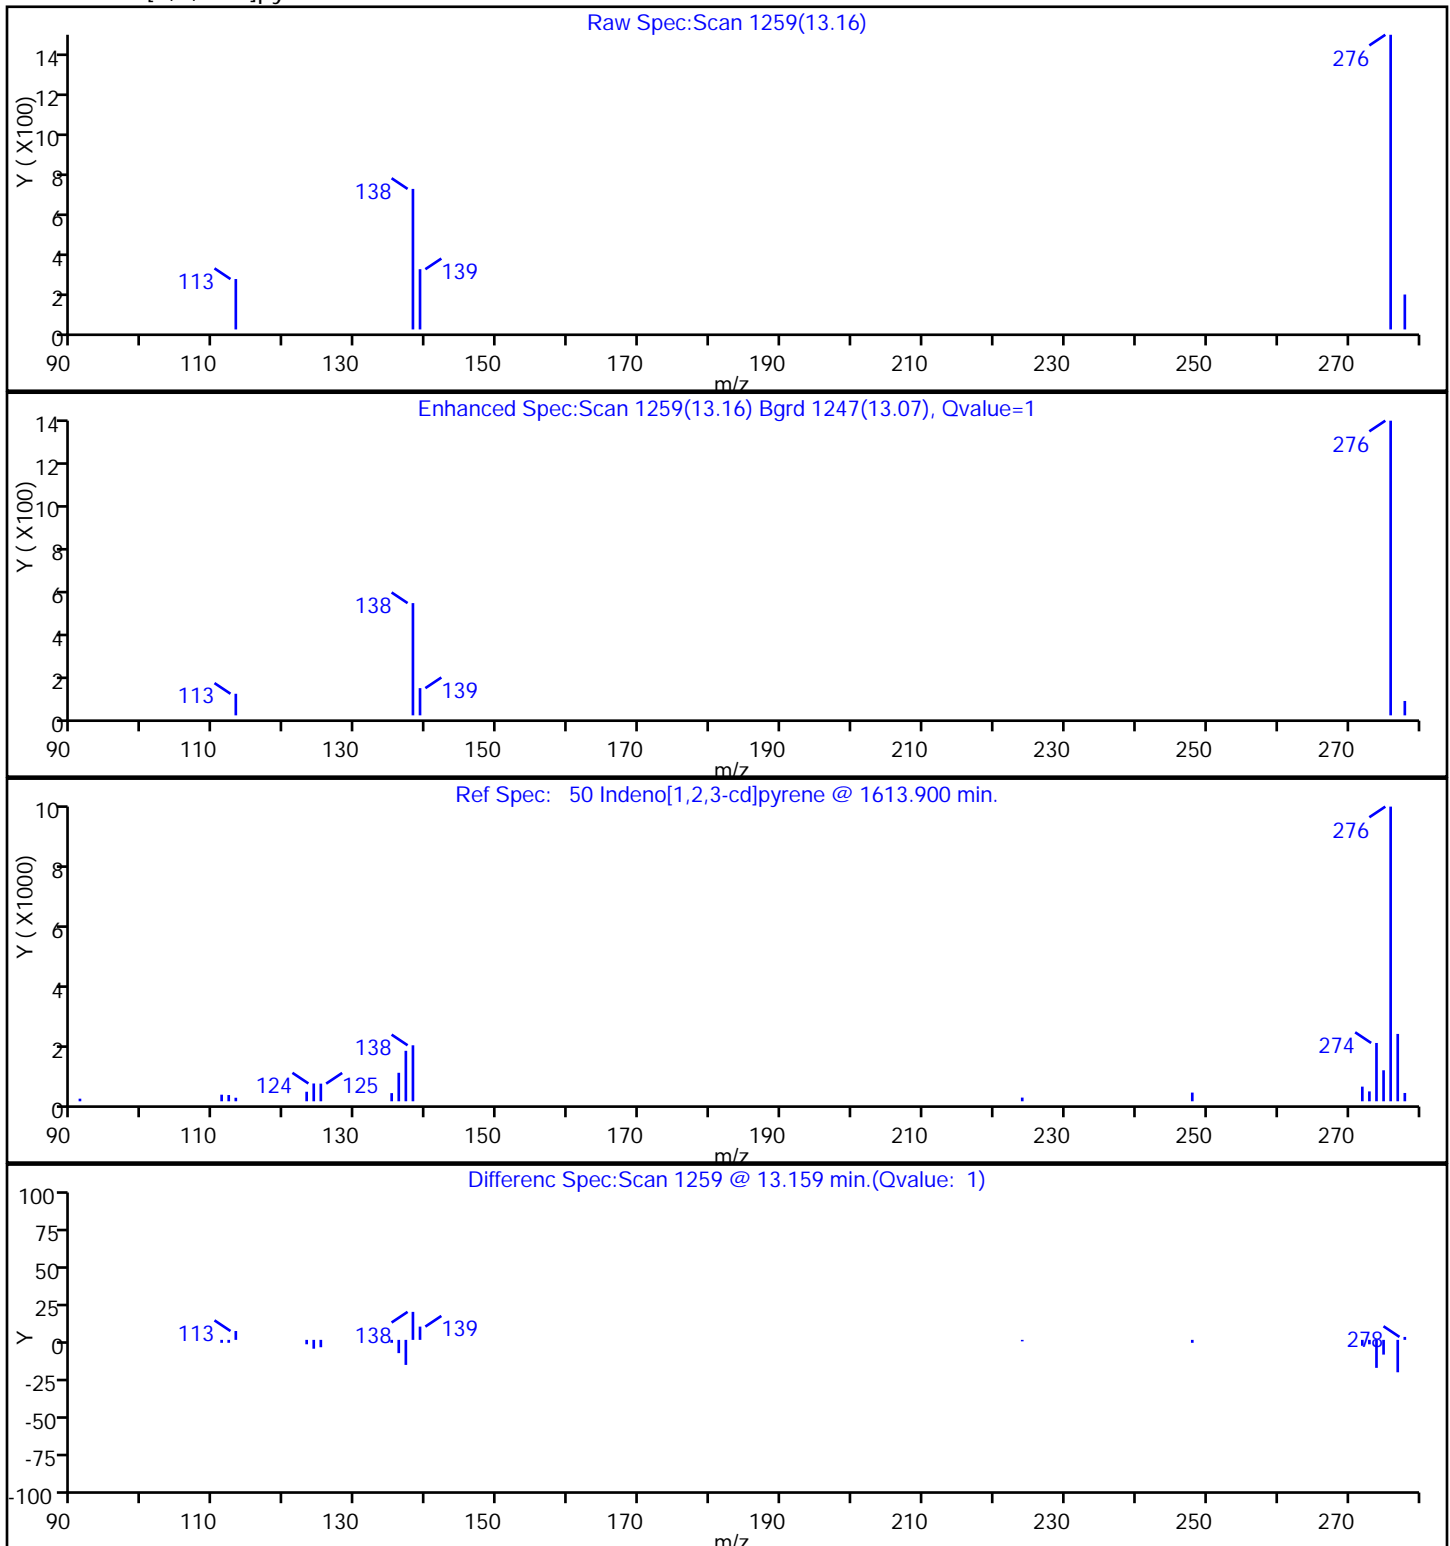 Raw Spec:Scan 1259(13.16)
14
12
10
8
6
4
2
0
Y ( X100)
276
138
139
113
90 110 130 150 170 190 210 230 250 270
m/z
Enhanced Spec:Scan 1259(13.16) Bgrd 1247(13.07), Qvalue=1
14
12
10
8
6
4
2
0
Y ( X100)
276
138
139
113
90 110 130 150 170 190 210 230 250 270
m/z
Ref Spec: 50 Indeno[1,2,3-cd]pyrene @ 1613.900 min.
10
8
6
4
2
0
Y ( X1000)
276
274
138
124 125
90 110 130 150 170 190 210 230 250 270
m/z
Differenc Spec:Scan 1259 @ 13.159 min.(Qvalue: 1)
100
75
50
25
0
-25
-50
-75
-100
Y
113 138 139 278
90 110 130 150 170 190 210 230 250 270
m/z